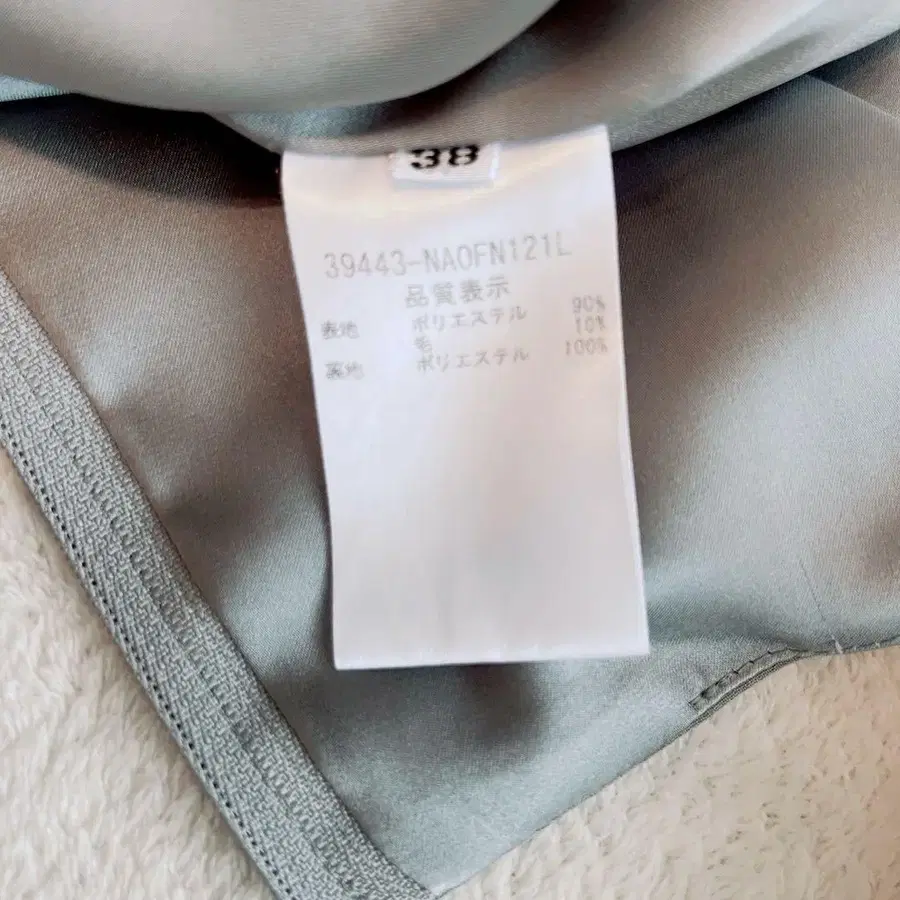 38
39443-NAOFN121L
品質表示
表地 ポリエステル 90%
毛 10%
裏地 ポリエステル 100%